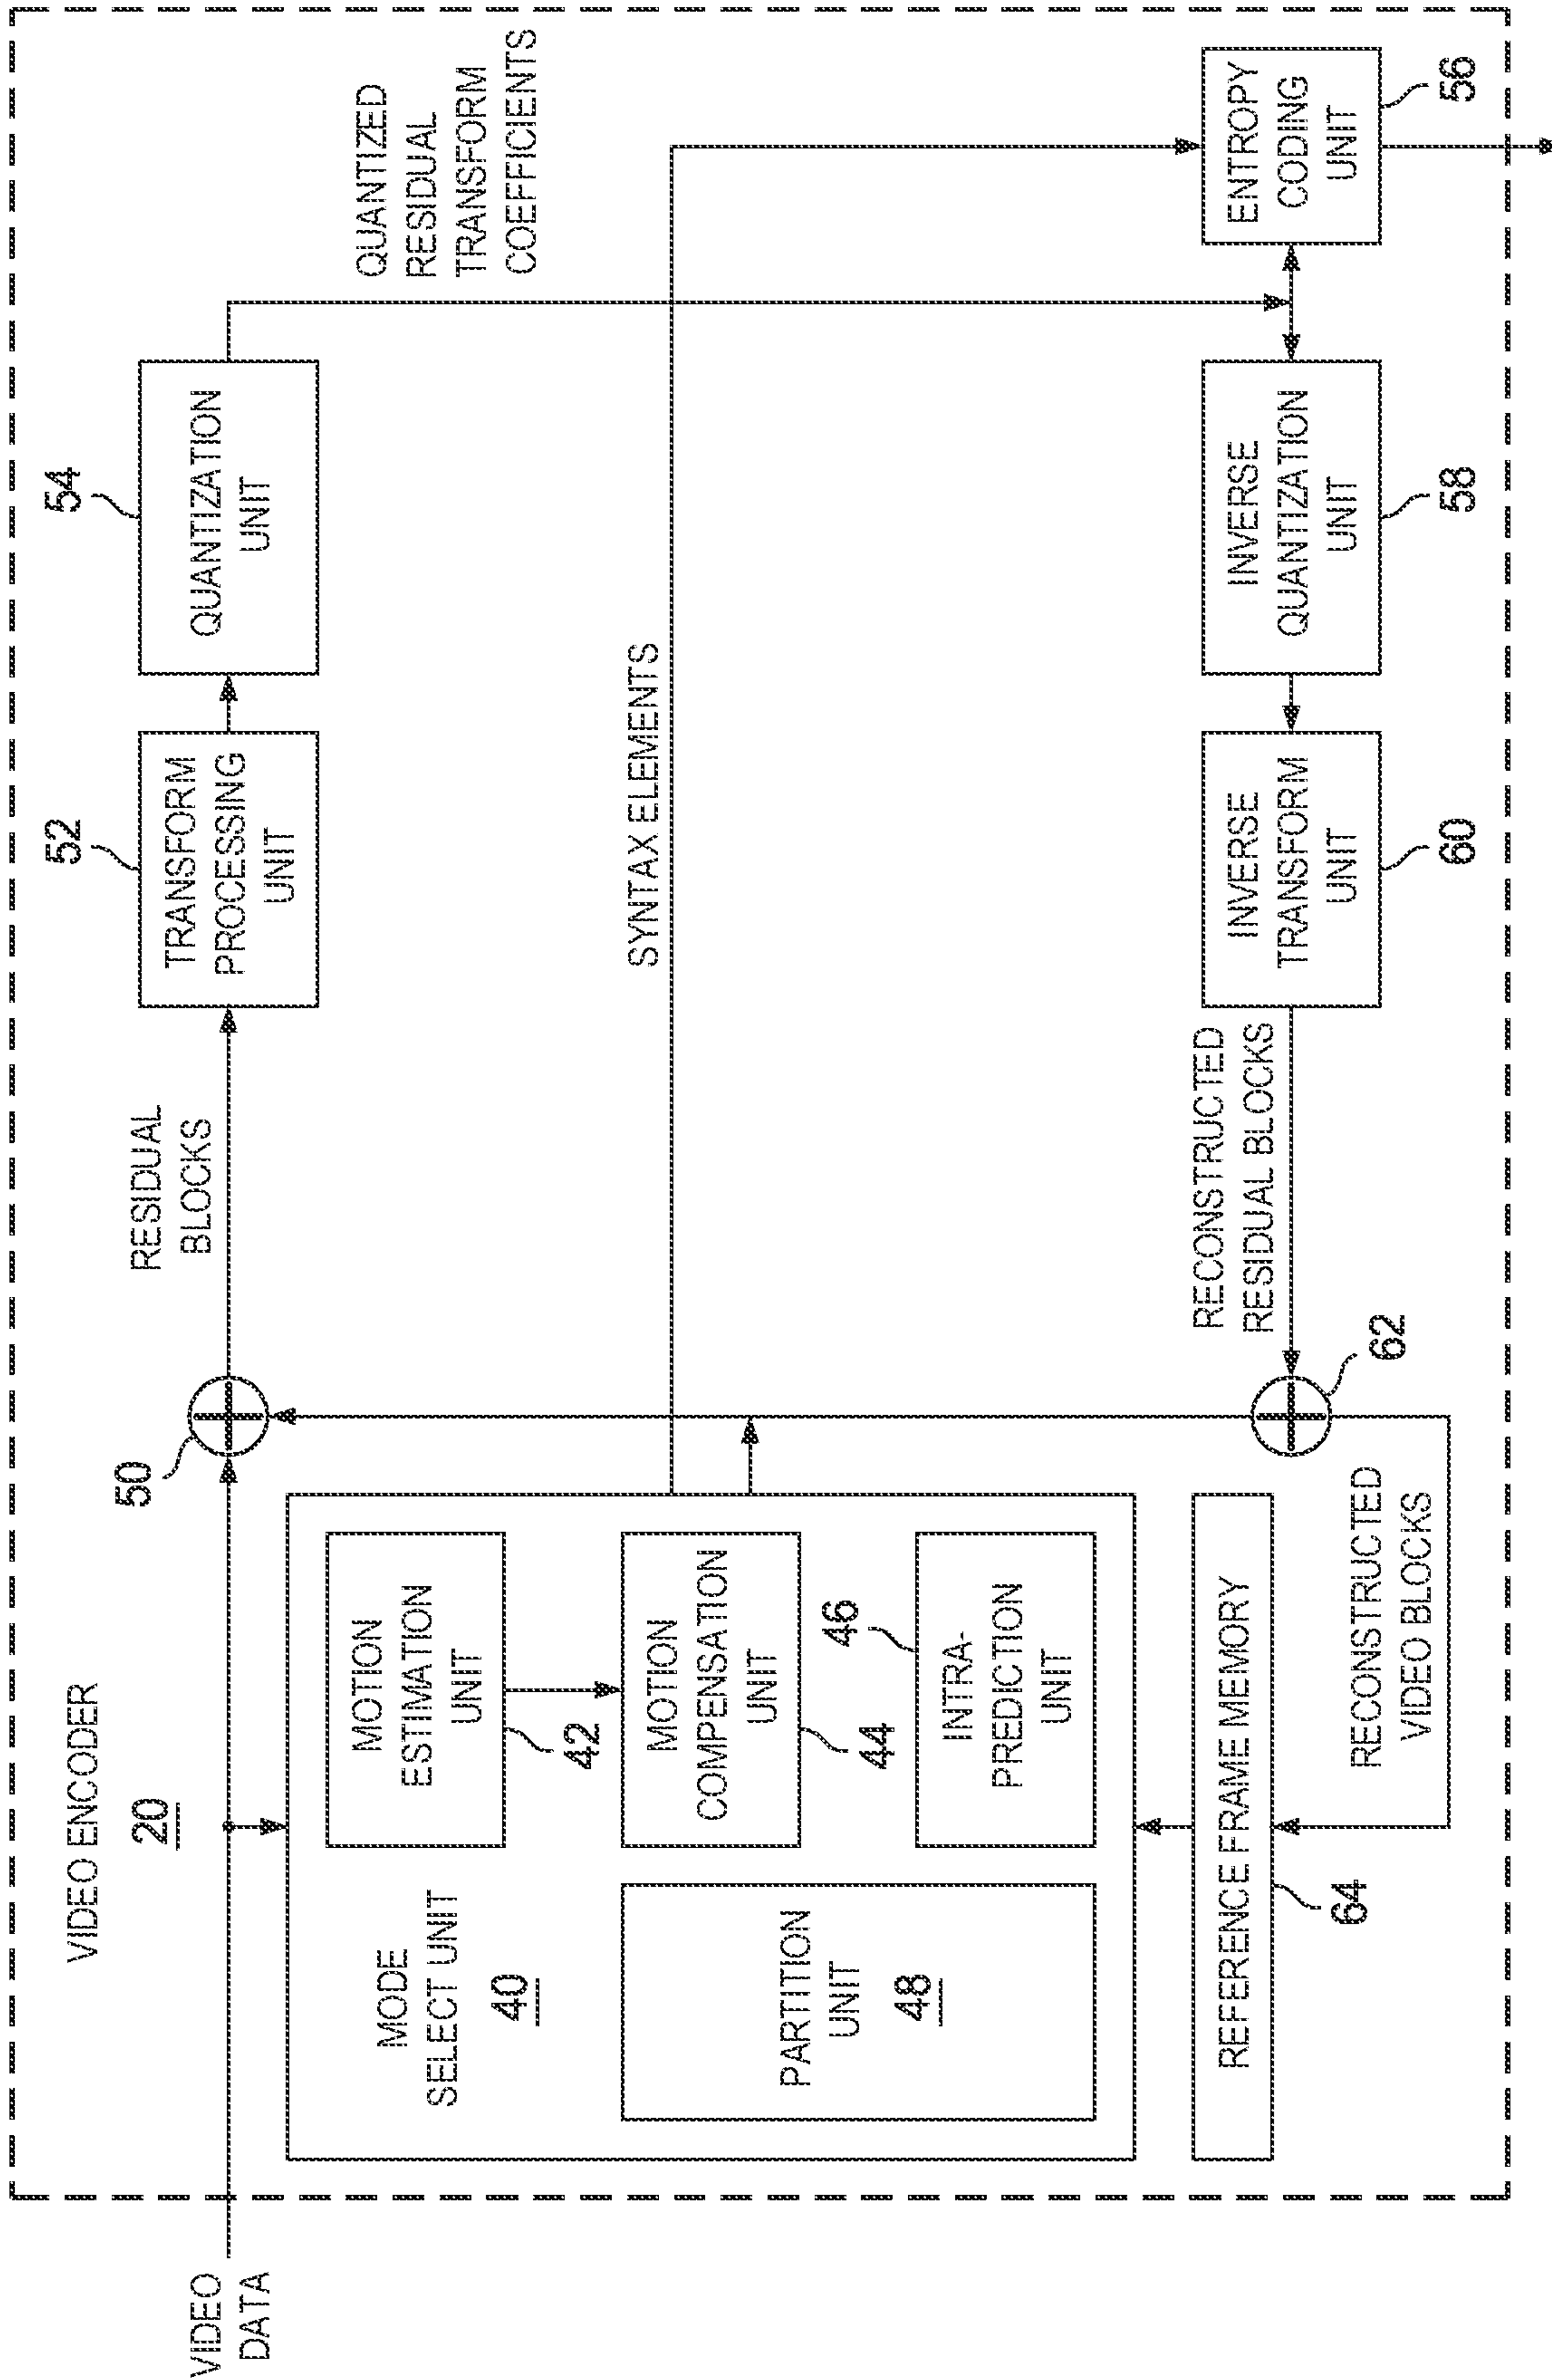 VIDEO ENCODER
20
VIDEO
DATA
50
RESIDUAL
BLOCKS
52
TRANSFORM
PROCESSING
UNIT
54
QUANTIZATION
UNIT
QUANTIZED
RESIDUAL
TRANSFORM
COEFFICIENTS
MODE
SELECT UNIT
40
MOTION
ESTIMATION
UNIT
42
MOTION
COMPENSATION
UNIT
44
46
INTRA-
PREDICTION
UNIT
PARTITION
UNIT
48
SYNTAX ELEMENTS
REFERENCE FRAME MEMORY
64
RECONSTRUCTED
VIDEO BLOCKS
62
RECONSTRUCTED
RESIDUAL BLOCKS
INVERSE
TRANSFORM
UNIT
60
INVERSE
QUANTIZATION
UNIT
58
ENTROPY
CODING
UNIT
56